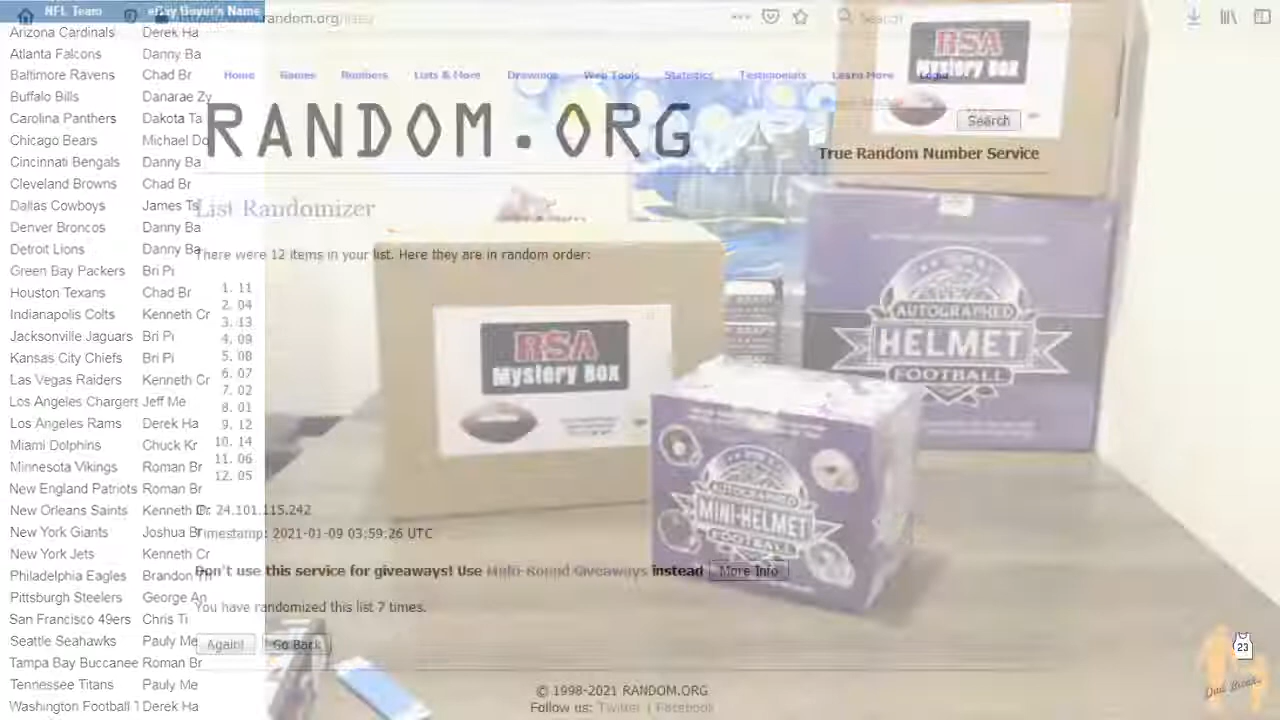 NFL Team eBay Buyer's Name
Arizona Cardinals Derek Ha
Atlanta Falcons Danny Ba
Baltimore Ravens Chad Br
Buffalo Bills Danarae Zy
Carolina Panthers Dakota Ta
Chicago Bears Michael Do
Cincinnati Bengals Danny Ba
Cleveland Browns Chad Br
Dallas Cowboys James Ts
Denver Broncos Danny Ba
Detroit Lions Danny Ba
Green Bay Packers Bri Pi
Houston Texans Chad Br
Indianapolis Colts Kenneth Cr
Jacksonville Jaguars Bri Pi
Kansas City Chiefs Bri Pi
Las Vegas Raiders Kenneth Cr
Los Angeles Chargers Jeff Me
Los Angeles Rams Derek Ha
Miami Dolphins Chuck Kr
Minnesota Vikings Roman Br
New England Patriots Roman Br
New Orleans Saints Kenneth Cr
New York Giants Joshua Br
New York Jets Kenneth Cr
Philadelphia Eagles Brandon Th
Pittsburgh Steelers George An
San Francisco 49ers Chris Ti
Seattle Seahawks Pauly Me
Tampa Bay Buccanee Roman Br
Tennessee Titans Pauly Me
Washington Football T Derek Ha
Search
Home Games Numbers Lists & More Drawings Web Tools Statistics Testimonials Learn More Login
RANDOM.ORG
Search
True Random Number Service
List Randomizer
There were 12 items in your list. Here they are in random order:
1. 11
2. 04
3. 13
4. 09
5. 08
6. 07
7. 02
8. 01
9. 12
10. 14
11. 06
12. 05
IP: 24.101.115.242
Timestamp: 2021-01-09 03:59:26 UTC
Don't use this service for giveaways! Use Multi-Round Giveaways instead More Info
You have randomized this list 7 times.
Again! Go Back
© 1998-2021 RANDOM.ORG
Follow us: Twitter | Facebook
RSA
Mystery Box
RSA
Mystery Box
AUTOGRAPHED
HELMET
FOOTBALL
AUTOGRAPHED
MINI-HELMET
FOOTBALL
23
Dad Breaks